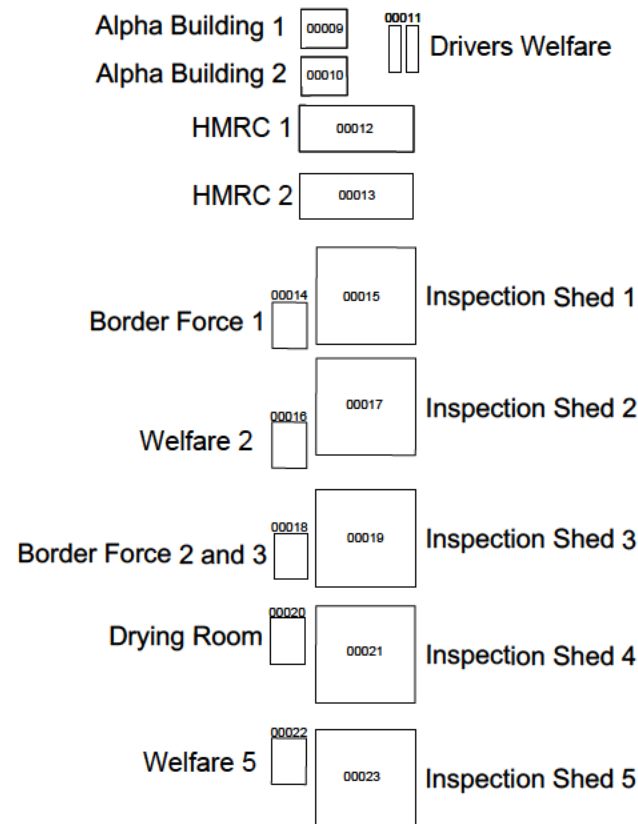 Alpha Building 1
00009
00011
Drivers Welfare
Alpha Building 2
00010
HMRC 1
00012
HMRC 2
00013
00014
00015
Inspection Shed 1
Border Force 1
00017
Inspection Shed 2
00016
Welfare 2
00018
00019
Inspection Shed 3
Border Force 2 and 3
00020
Drying Room
00021
Inspection Shed 4
00022
Welfare 5
00023
Inspection Shed 5